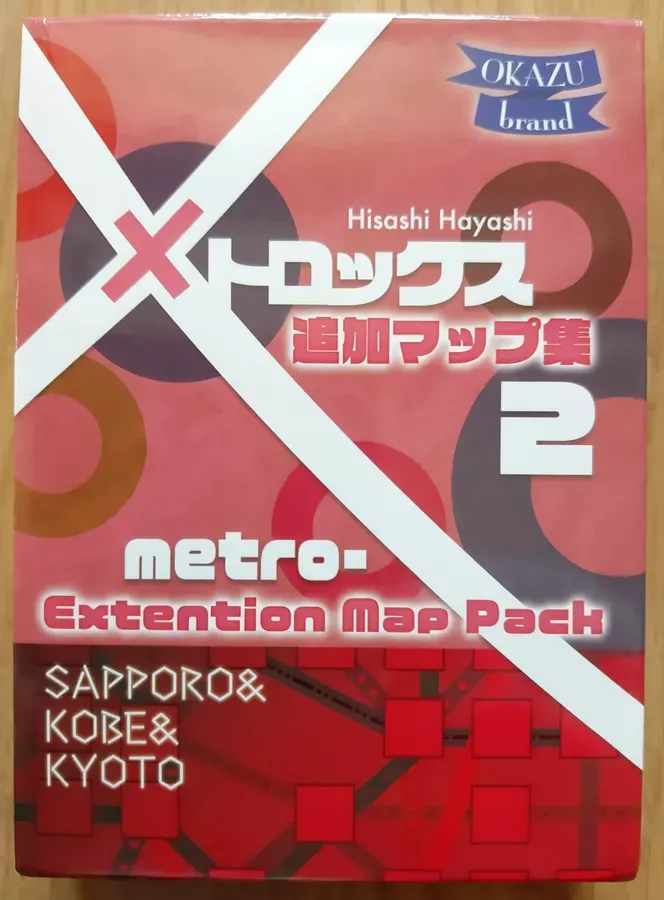 OKAZU
brand
Hisashi Hayashi
メトロックス
追加マップ集
2
metro-
Extention Map Pack
SAPPORO&
KOBE&
KYOTO